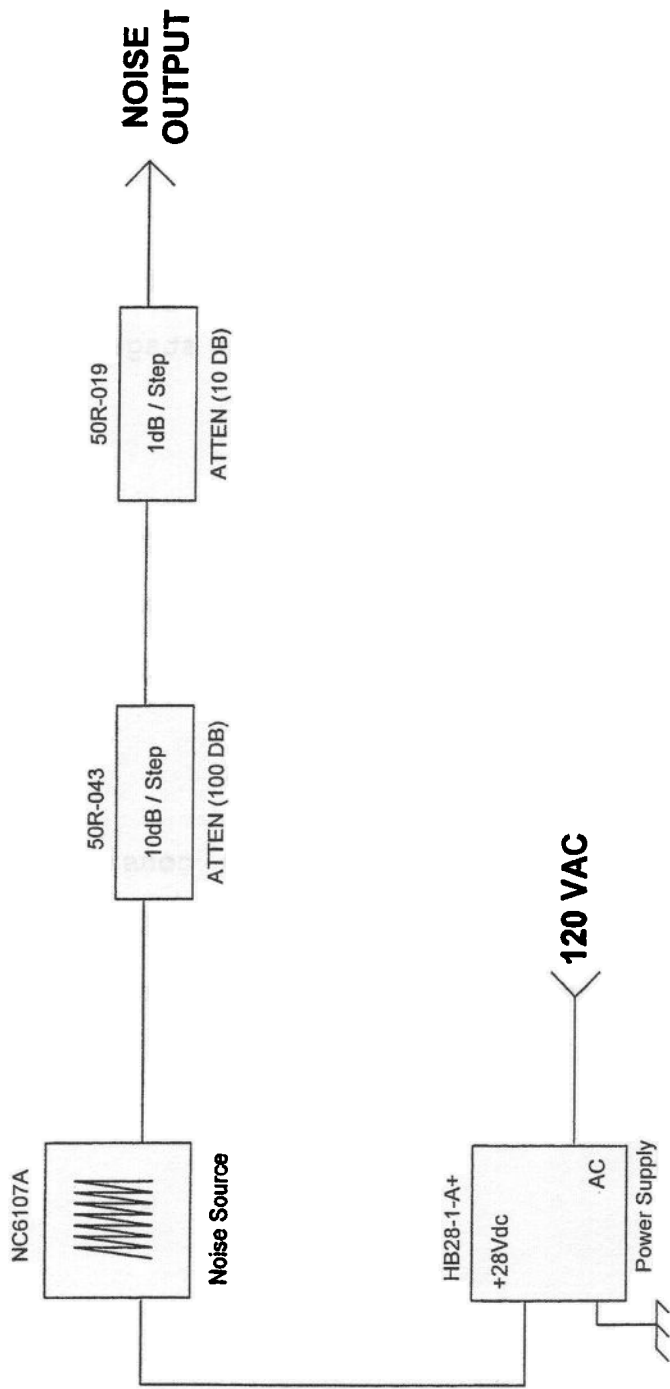 NC6107A
Noise Source
50R-043
10dB / Step
ATTEN (100 DB)
50R-019
1dB / Step
ATTEN (10 DB)
NOISE
OUTPUT
HB28-1-A+
+28Vdc
AC
Power Supply
120 VAC